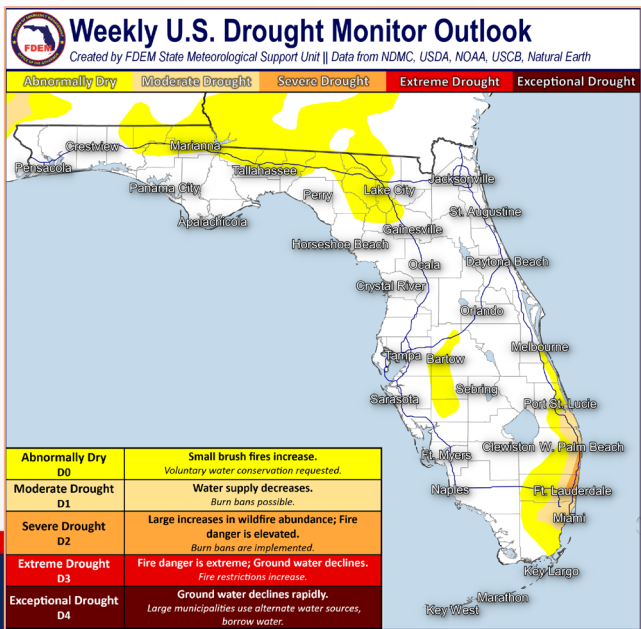 Weekly U.S. Drought Monitor Outlook
FDEM
Created by FDEM State Meteorological Support Unit || Data from NDMC, USDA, NOAA, USCB, Natural Earth
Abnormally Dry Moderate Drought Severe Drought Extreme Drought Exceptional Drought
Crestview
Marianna
Pensacola
Tallahassee
Jacksonville
Panama City
Perry
Lake City
Apalachicola
St. Augustine
Gainesville
Horseshoe Beach
Ocala
Daytona Beach
Crystal River
Orlando
Melbourne
Tampa
Bartow
Sebring
Sarasota
Port St. Lucie
Clewiston
W. Palm Beach
Ft. Myers
Naples
Ft. Lauderdale
Miami
Key Largo
Marathon
Key West
Abnormally Dry
D0
Small brush fires increase.
Voluntary water conservation requested.
Moderate Drought
D1
Water supply decreases.
Burn bans possible.
Severe Drought
D2
Large increases in wildfire abundance; Fire
danger is elevated.
Burn bans are implemented.
Extreme Drought
D3
Fire danger is extreme; Ground water declines.
Fire restrictions increase.
Exceptional Drought
D4
Ground water declines rapidly.
Large municipalities use alternate water sources,
borrow water.